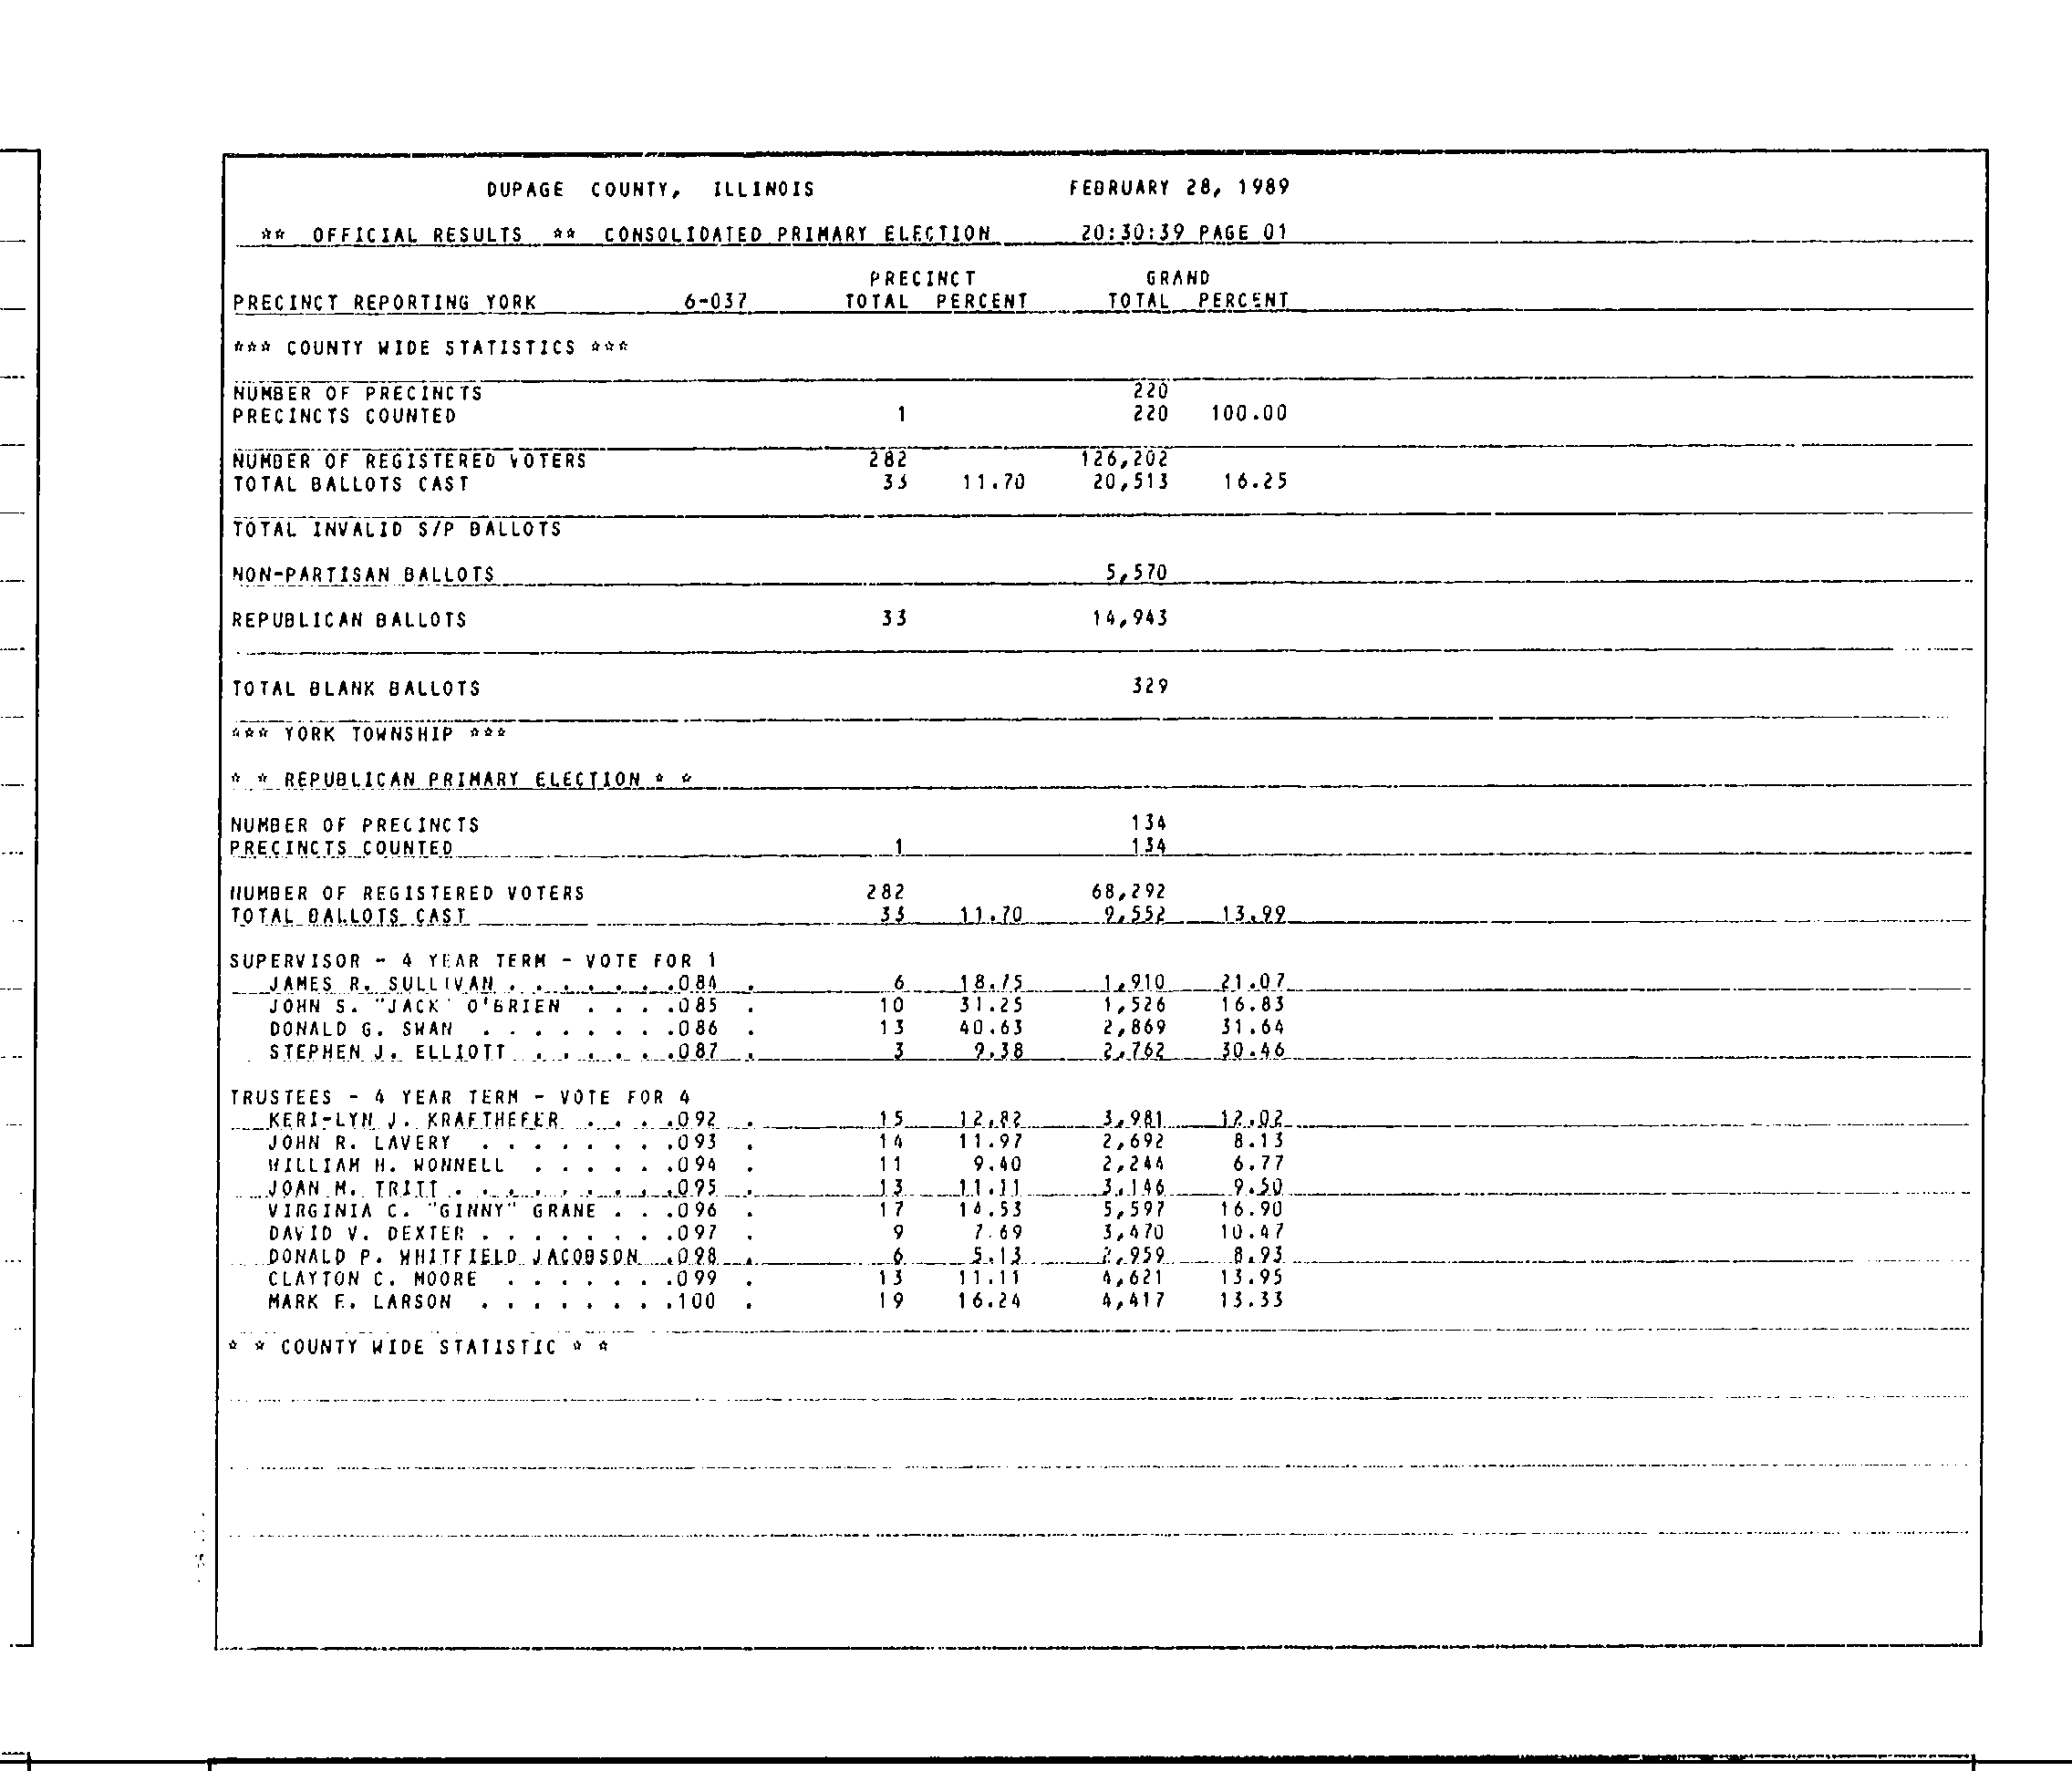 DUPAGE COUNTY, ILLINOIS FEBRUARY 28, 1989
** OFFICIAL RESULTS ** CONSOLIDATED PRIMARY ELECTION 20:30:39 PAGE 01
PRECINCT GRAND
PRECINCT REPORTING YORK 6-037 TOTAL PERCENT TOTAL PERCENT
*** COUNTY WIDE STATISTICS ***
NUMBER OF PRECINCTS 220
PRECINCTS COUNTED 1 220 100.00
NUMBER OF REGISTERED VOTERS 282 126,202
TOTAL BALLOTS CAST 33 11.70 20,513 16.25
TOTAL INVALID S/P BALLOTS
NON-PARTISAN BALLOTS 5,570
REPUBLICAN BALLOTS 33 14,943
TOTAL BLANK BALLOTS 329
*** YORK TOWNSHIP ***
* * REPUBLICAN PRIMARY ELECTION * *
NUMBER OF PRECINCTS 134
PRECINCTS COUNTED 1 134
NUMBER OF REGISTERED VOTERS 282 68,292
TOTAL BALLOTS CAST 33 11.70 9,552 13.99
SUPERVISOR - 4 YEAR TERM - VOTE FOR 1
JAMES R. SULLIVAN . . . . . . .084 . 6 18.75 1,910 21.07
JOHN S. "JACK" O'BRIEN . . . .085 . 10 31.25 1,526 16.83
DONALD G. SWAN . . . . . . . .086 . 13 40.63 2,869 31.64
STEPHEN J. ELLIOTT . . . . . .087 . 3 9.38 2,762 30.46
TRUSTEES - 4 YEAR TERM - VOTE FOR 4
KERI-LYN J. KRAFTHEFER . . . .092 . 15 12.82 3,981 12.02
JOHN R. LAVERY . . . . . . . .093 . 14 11.97 2,692 8.13
WILLIAM H. WONNELL . . . . . .094 . 11 9.40 2,244 6.77
JOAN M. TRITT . . . . . . . . .095 . 13 11.11 3,146 9.50
VIRGINIA C. "GINNY" GRANE . . .096 . 17 14.53 5,597 16.90
DAVID V. DEXTER . . . . . . . .097 . 9 7.69 3,470 10.47
DONALD P. WHITFIELD JACOBSON .098 . 6 5.13 2,959 8.93
CLAYTON C. MOORE . . . . . . .099 . 13 11.11 4,621 13.95
MARK E. LARSON . . . . . . . .100 . 19 16.24 4,417 13.33
* * COUNTY WIDE STATISTIC * *